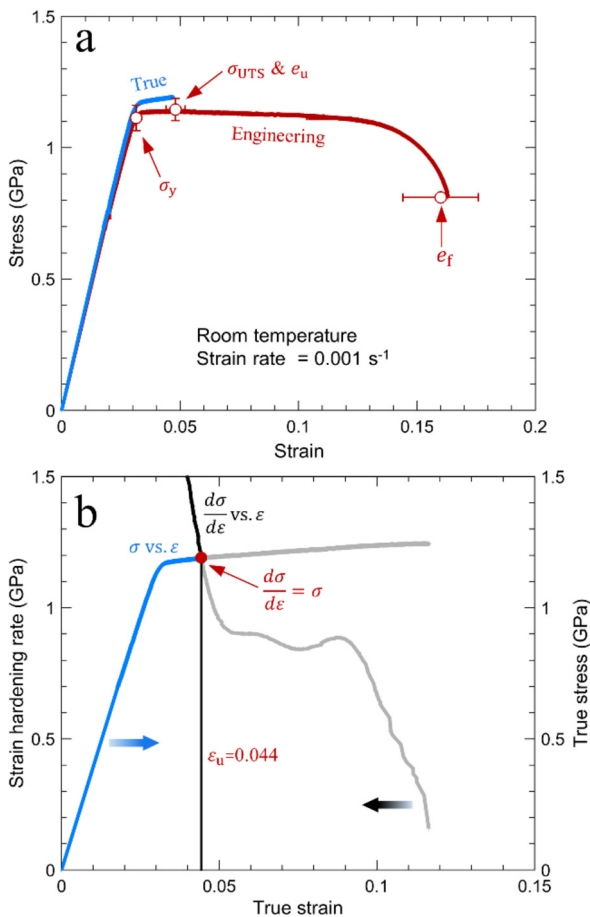 a
1.5
1
0.5
0
Stress (GPa)
True
σUTS & eu
Engineering
σy
ef
Room temperature
Strain rate = 0.001 s-1
0 0.05 0.1 0.15 0.2
Strain
b
1.5
1
0.5
0
Strain hardening rate (GPa)
dσ/dε vs. ε
σ vs. ε
dσ/dε = σ
εu=0.044
1.5
1
0.5
0
True stress (GPa)
0 0.05 0.1 0.15
True strain